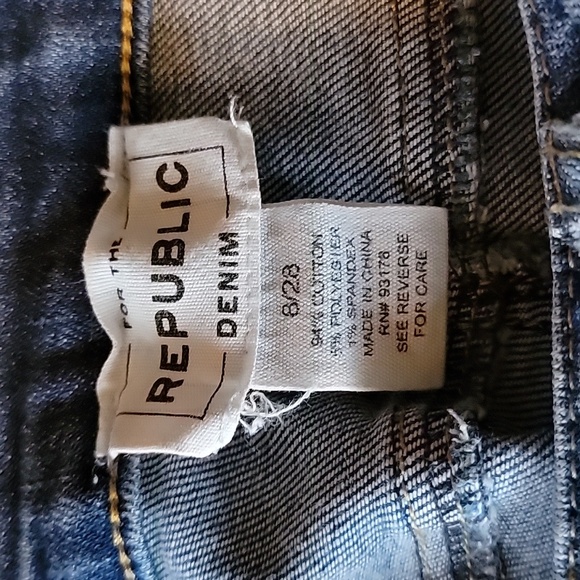 FOR THE
REPUBLIC
DENIM
8/28
94% COTTON
5% POLYESTER
1% SPANDEX
MADE IN CHINA
RN# 93178
SEE REVERSE
FOR CARE